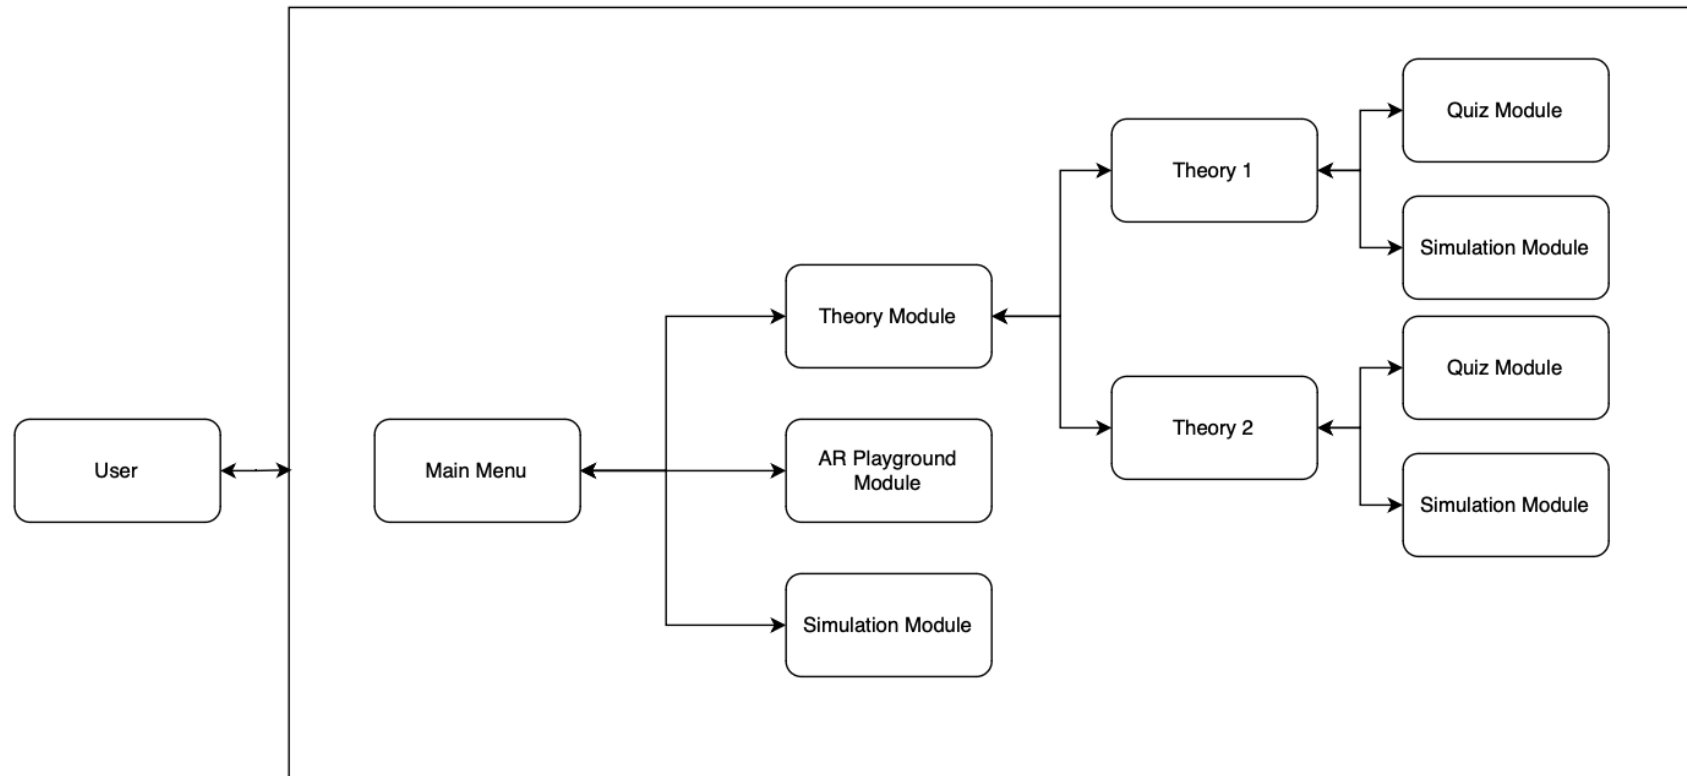 User
Main Menu
Theory Module
AR Playground
Module
Simulation Module
Theory 1
Theory 2
Quiz Module
Simulation Module
Quiz Module
Simulation Module